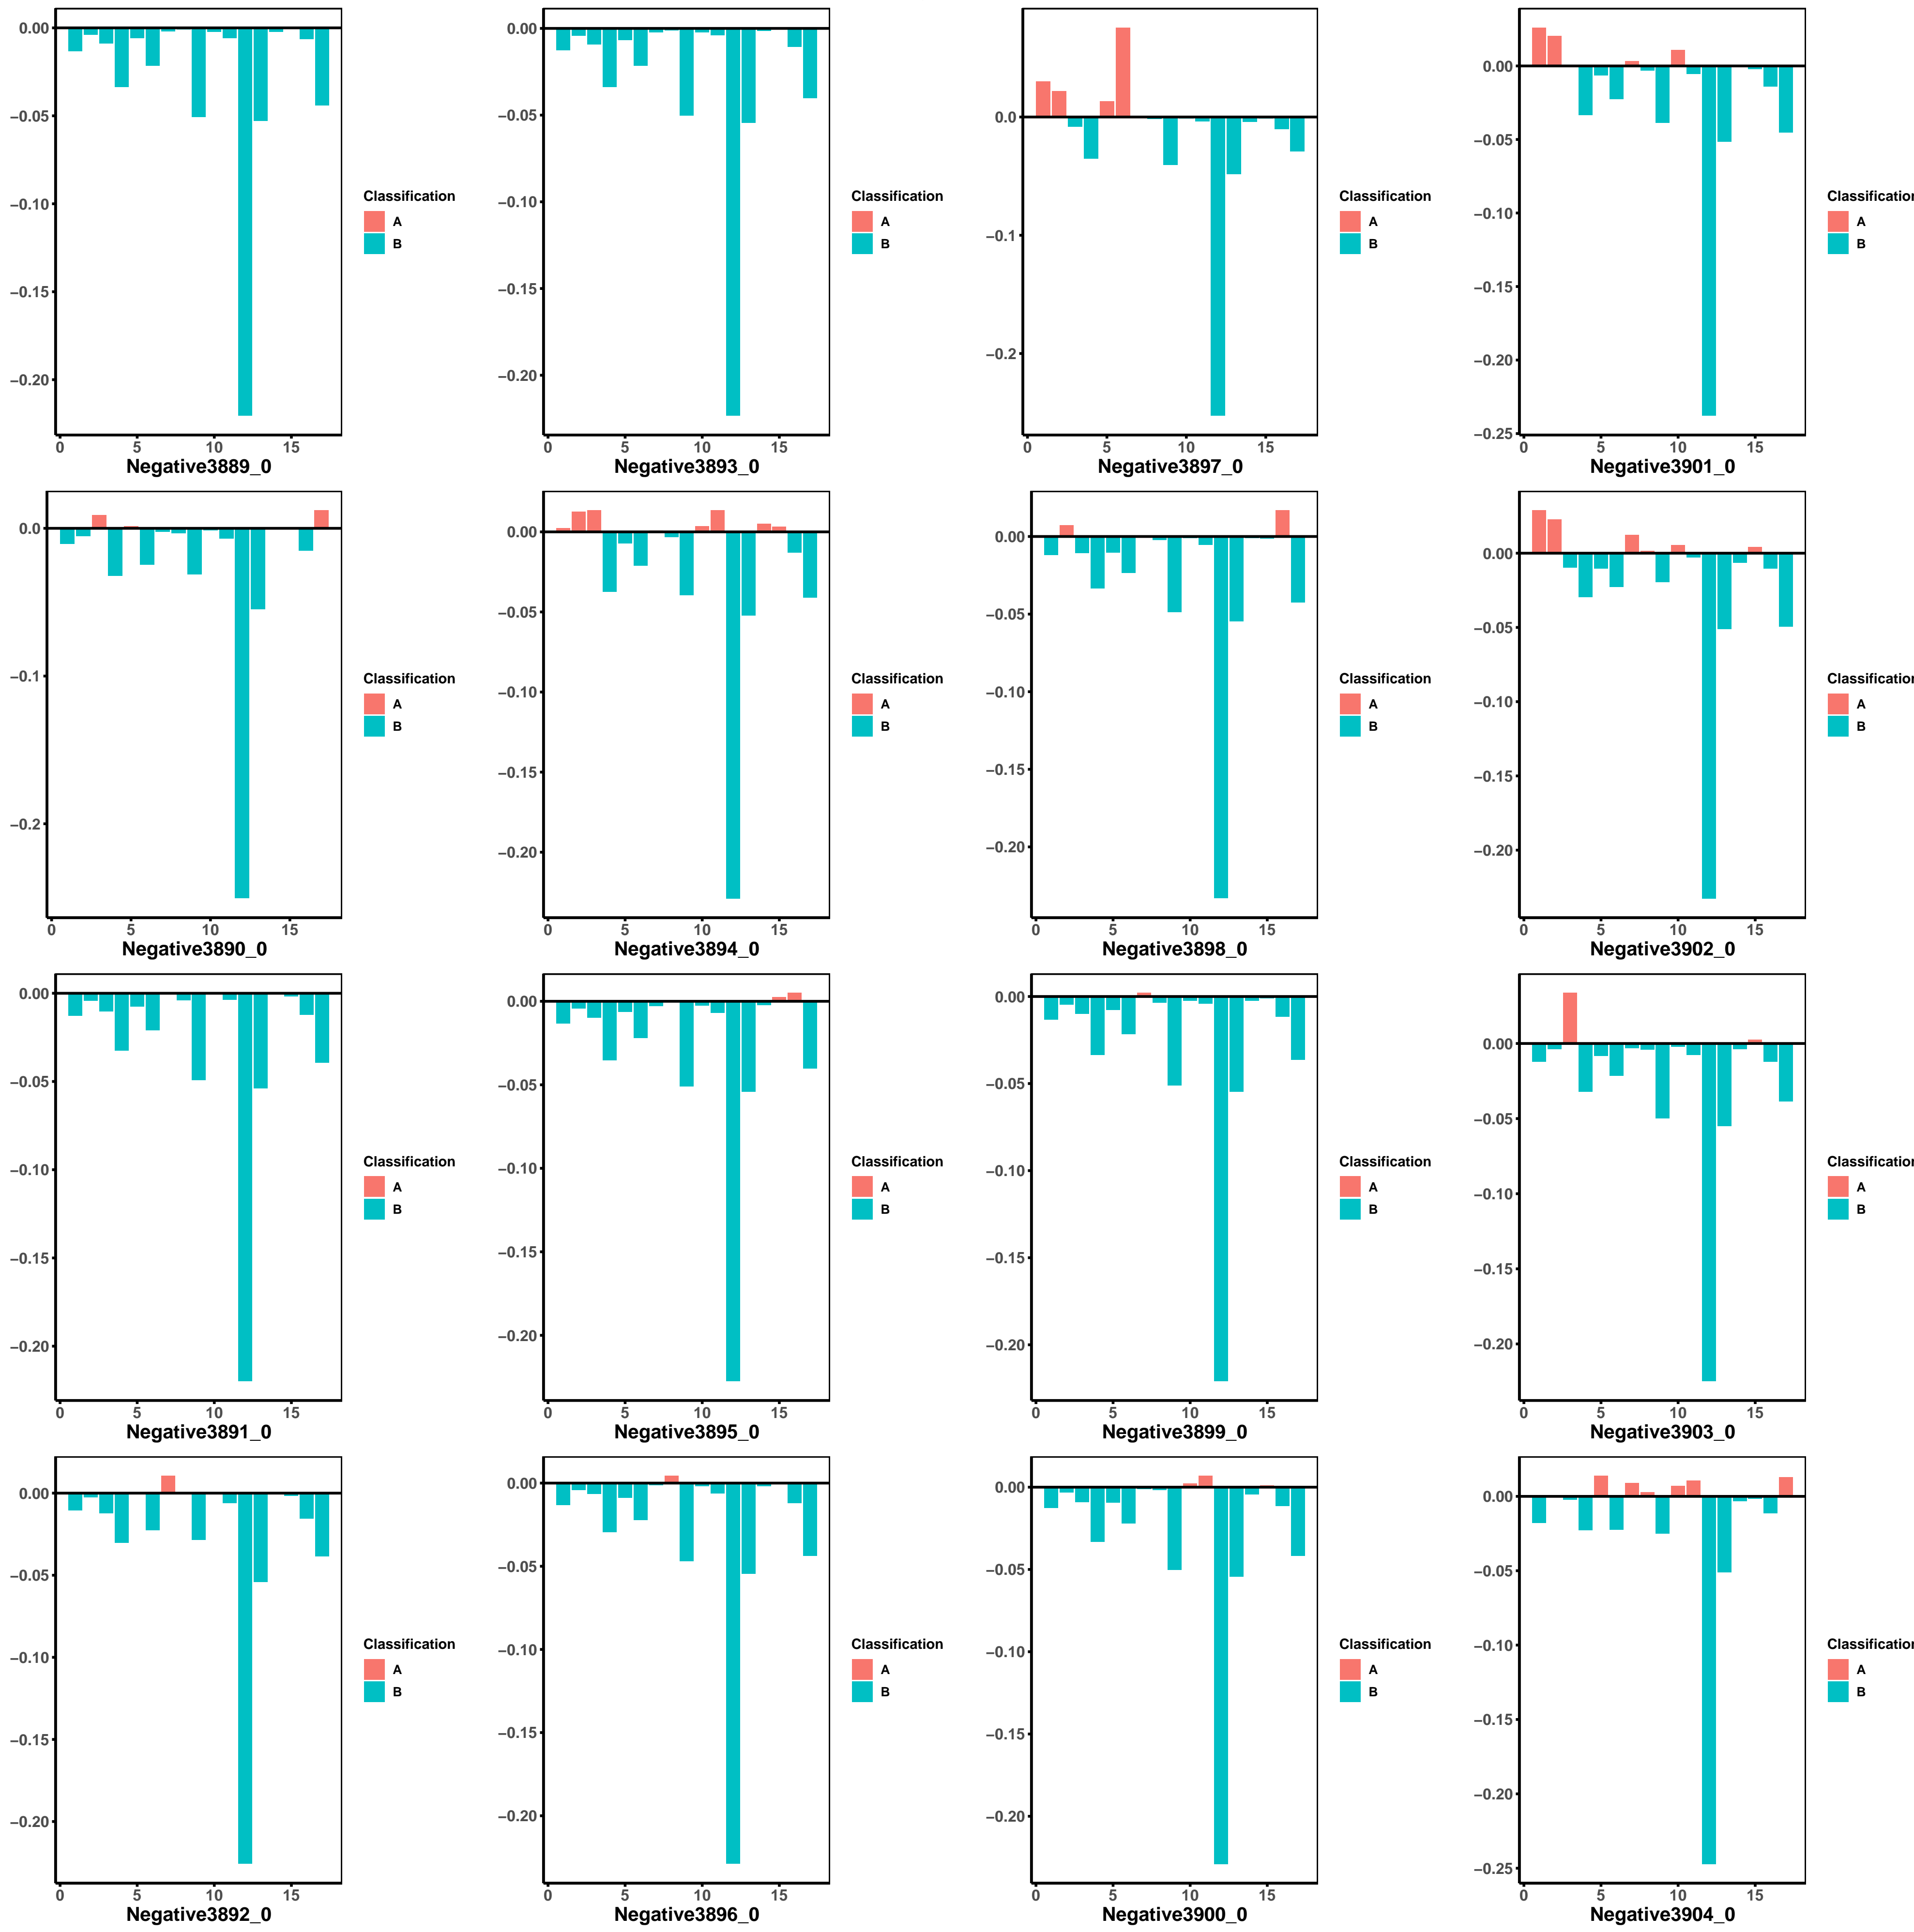 0.00
−0.05
−0.10
−0.15
−0.20
0 5 10 15
Negative3889_0
Classification
A
B
0.00
−0.05
−0.10
−0.15
−0.20
0 5 10 15
Negative3893_0
Classification
A
B
0.0
−0.1
−0.2
0 5 10 15
Negative3897_0
Classification
A
B
0.00
−0.05
−0.10
−0.15
−0.20
−0.25
0 5 10 15
Negative3901_0
Classification
A
B
0.0
−0.1
−0.2
0 5 10 15
Negative3890_0
Classification
A
B
0.00
−0.05
−0.10
−0.15
−0.20
0 5 10 15
Negative3894_0
Classification
A
B
0.00
−0.05
−0.10
−0.15
−0.20
0 5 10 15
Negative3898_0
Classification
A
B
0.00
−0.05
−0.10
−0.15
−0.20
0 5 10 15
Negative3902_0
Classification
A
B
0.00
−0.05
−0.10
−0.15
−0.20
0 5 10 15
Negative3891_0
Classification
A
B
0.00
−0.05
−0.10
−0.15
−0.20
0 5 10 15
Negative3895_0
Classification
A
B
0.00
−0.05
−0.10
−0.15
−0.20
0 5 10 15
Negative3899_0
Classification
A
B
0.00
−0.05
−0.10
−0.15
−0.20
0 5 10 15
Negative3903_0
Classification
A
B
0.00
−0.05
−0.10
−0.15
−0.20
0 5 10 15
Negative3892_0
Classification
A
B
0.00
−0.05
−0.10
−0.15
−0.20
0 5 10 15
Negative3896_0
Classification
A
B
0.00
−0.05
−0.10
−0.15
−0.20
0 5 10 15
Negative3900_0
Classification
A
B
0.00
−0.05
−0.10
−0.15
−0.20
−0.25
0 5 10 15
Negative3904_0
Classification
A
B